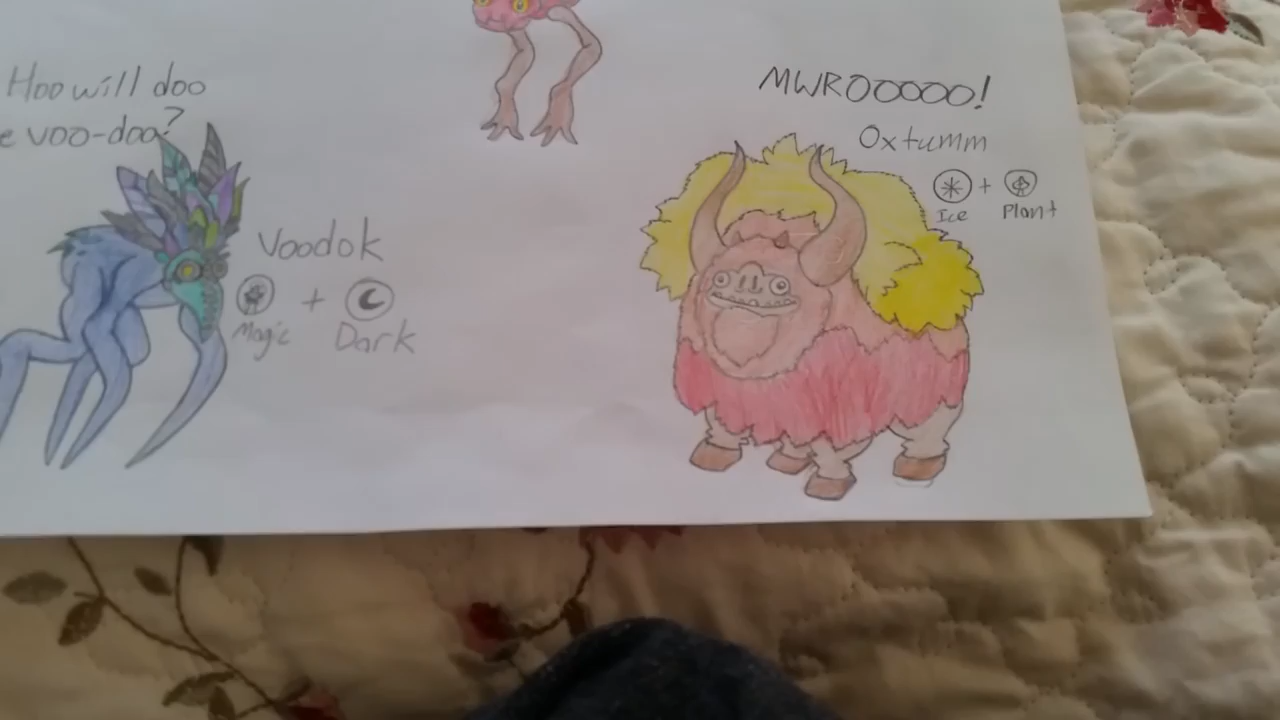 Hoo will doo
e voo-doo?
Voodok
+
Magic
Dark
MWROOOOO!
Oxtumm
+
Ice
Plant